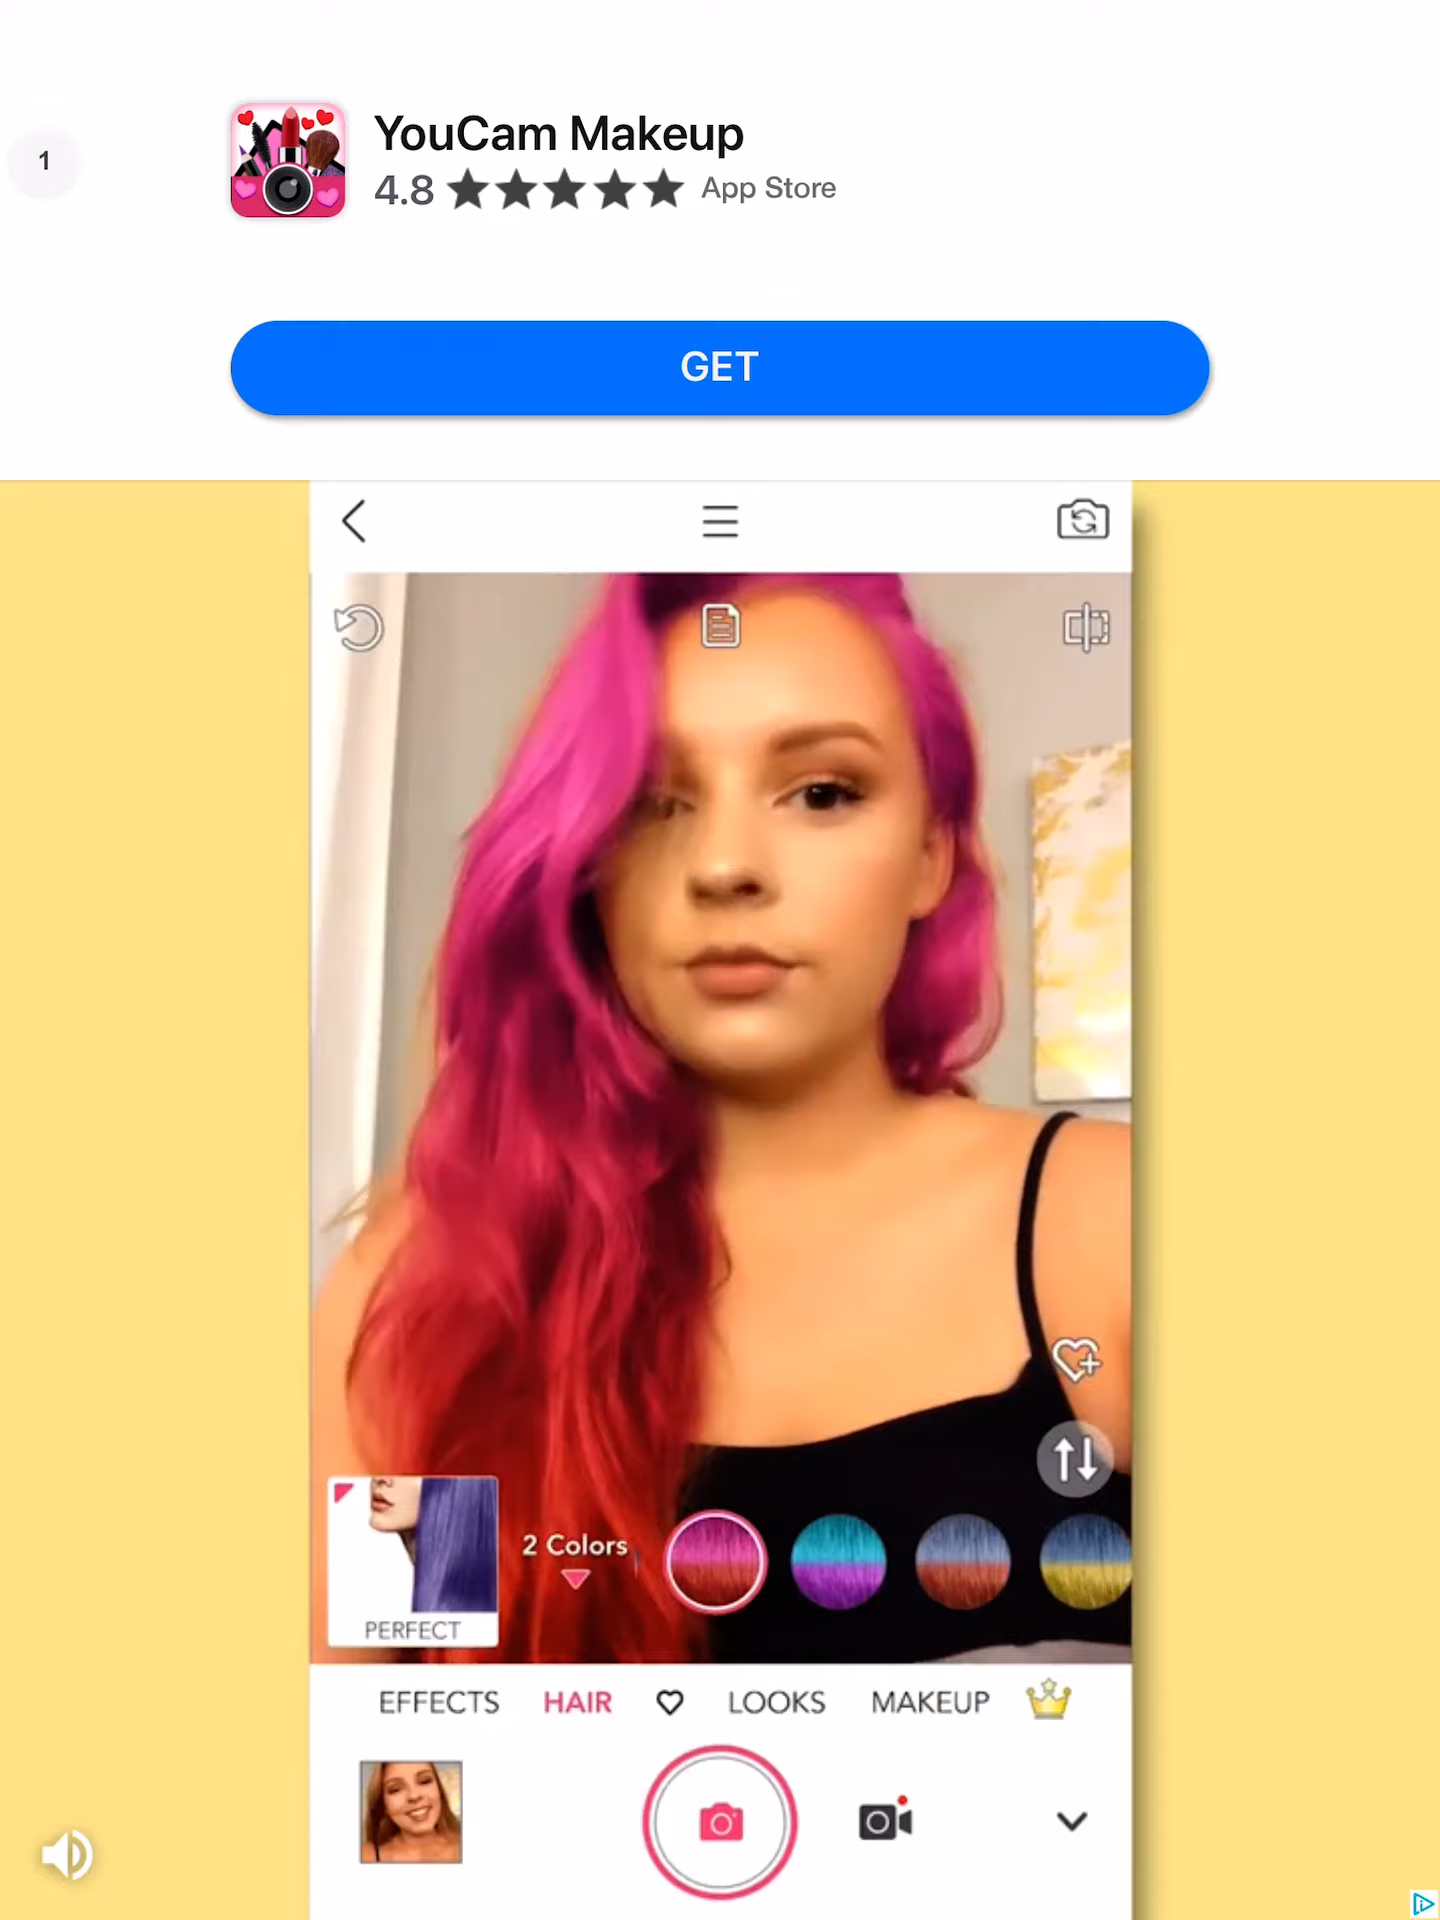 1
YouCam Makeup
4.8 App Store
GET
2 Colors
PERFECT
EFFECTS HAIR LOOKS MAKEUP